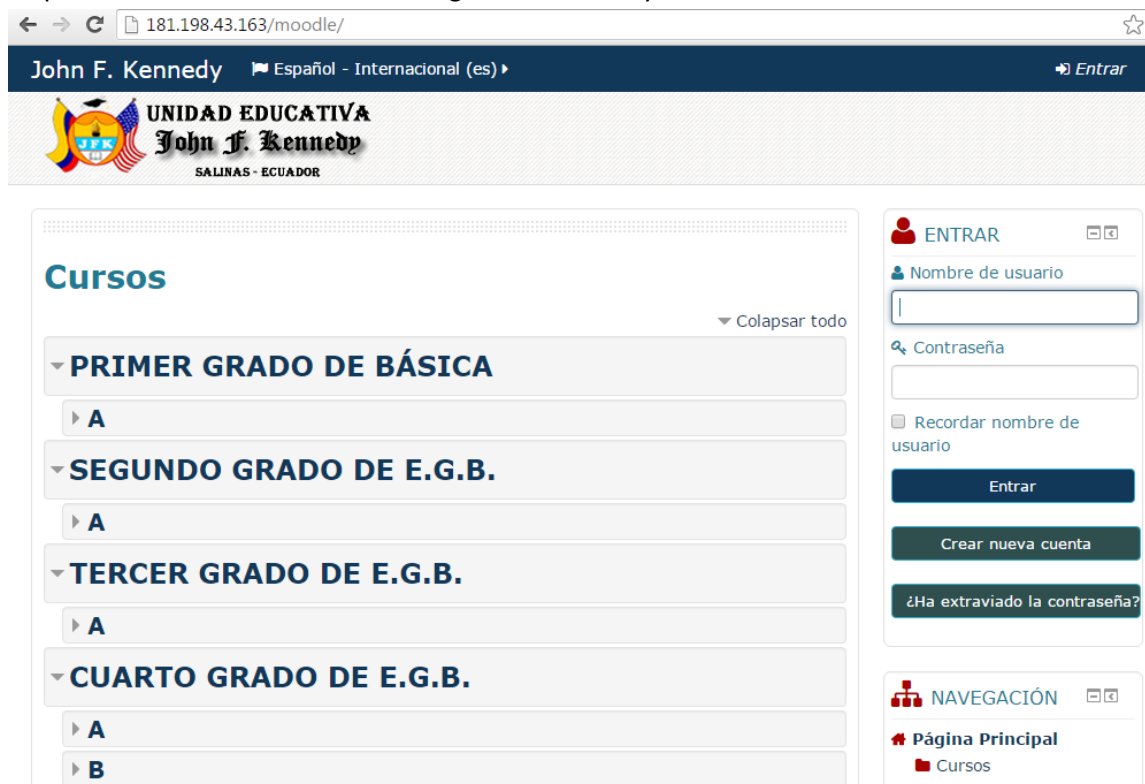 181.198.43.163/moodle/
John F. Kennedy Español - Internacional (es) Entrar
JFK
UNIDAD EDUCATIVA
John F. Kennedy
SALINAS - ECUADOR
Cursos
Colapsar todo
PRIMER GRADO DE BÁSICA
A
SEGUNDO GRADO DE E.G.B.
A
TERCER GRADO DE E.G.B.
A
CUARTO GRADO DE E.G.B.
A
B
ENTRAR
Nombre de usuario
Contraseña
Recordar nombre de
usuario
Entrar
Crear nueva cuenta
¿Ha extraviado la contraseña?
NAVEGACIÓN
Página Principal
Cursos